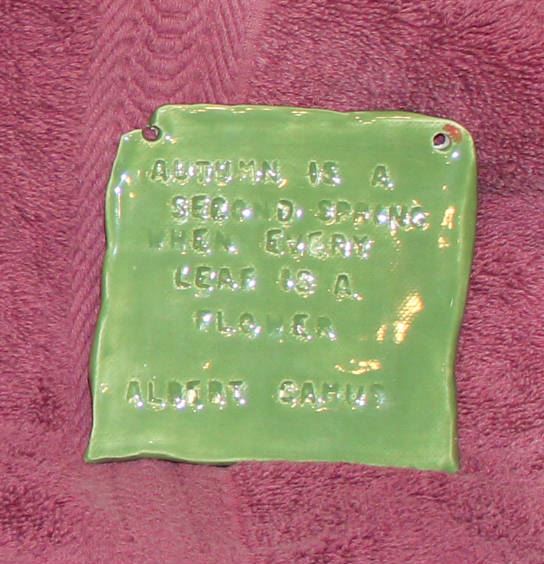 AUTUMN IS A
SECOND SPRING
WHEN EVERY
LEAF IS A
FLOWER
ALBERT CAMUS